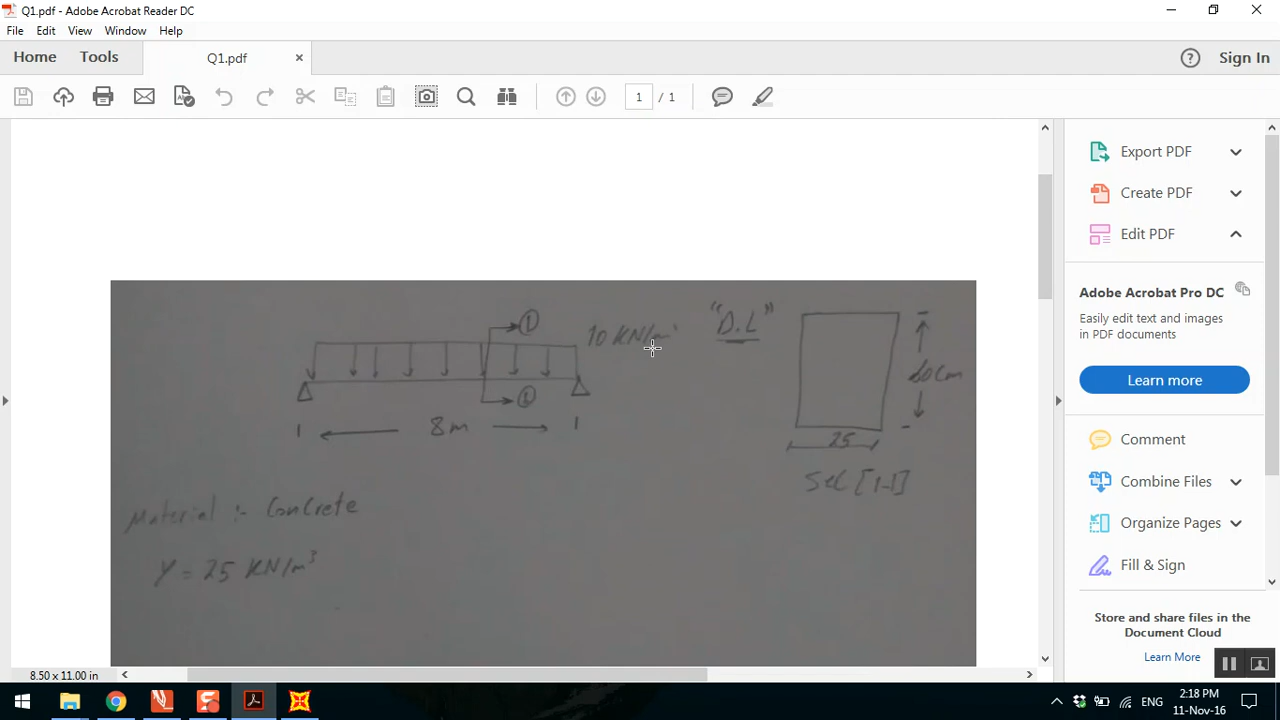 Q1.pdf - Adobe Acrobat Reader DC
File Edit View Window Help
Home Tools Q1.pdf × ? Sign In
1 / 1
Export PDF
Create PDF
Edit PDF
Adobe Acrobat Pro DC
Easily edit text and images
in PDF documents
Learn more
Comment
Combine Files
Organize Pages
Fill & Sign
Store and share files in the
Document Cloud
Learn More
① 10 KN/m' "D.L"
① 8m
60cm
25
Sec [1-1]
Material :- Concrete
γ = 25 KN/m³
8.50 x 11.00 in
ENG 2:18 PM
11-Nov-16